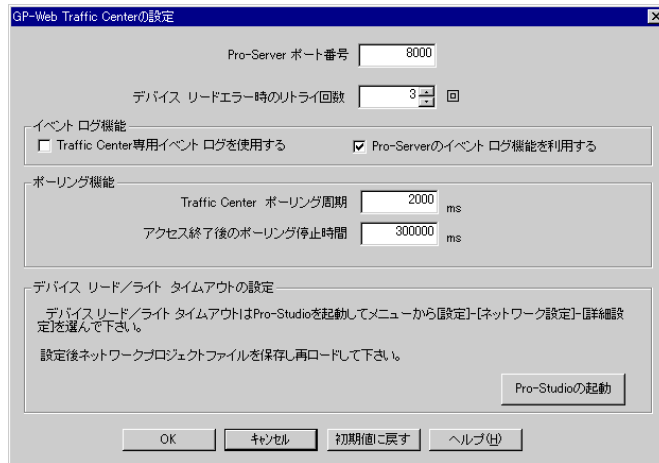 GP-Web Traffic Centerの設定
Pro-Server ポート番号 8000
デバイス リードエラー時のリトライ回数 3 回
イベント ログ機能
Traffic Center専用イベント ログを使用する Pro-Serverのイベント ログ機能を利用する
ポーリング機能
Traffic Center ポーリング周期 2000 ms
アクセス終了後のポーリング停止時間 300000 ms
デバイス リード/ライト タイムアウトの設定
デバイス リード/ライト タイムアウトはPro-Studioを起動してメニューから[設定]-[ネットワーク設定]-[詳細設
定]を選んで下さい。
設定後ネットワークプロジェクトファイルを保存し再ロードして下さい。
Pro-Studioの起動
OK キャンセル 初期値に戻す ヘルプ(H)